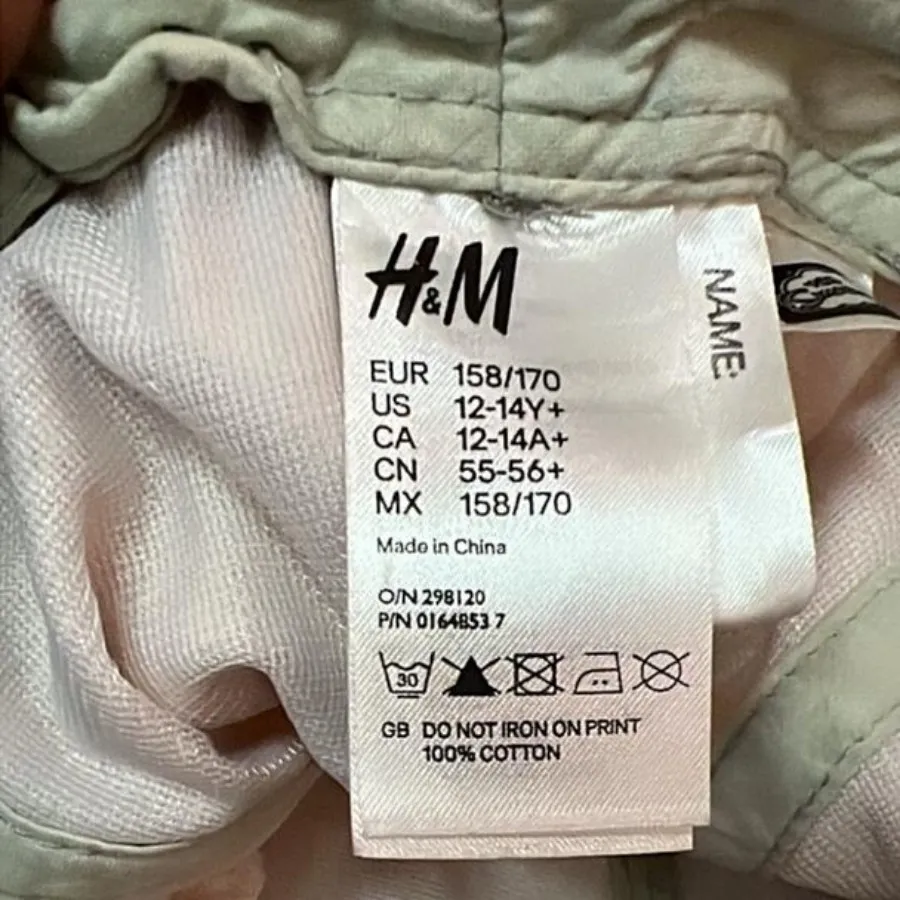 H&M
EUR 158/170
US 12-14Y+
CA 12-14A+
CN 55-56+
MX 158/170
Made in China
O/N 298120
P/N 0164853 7
30
GB DO NOT IRON ON PRINT
100% COTTON
NAME: